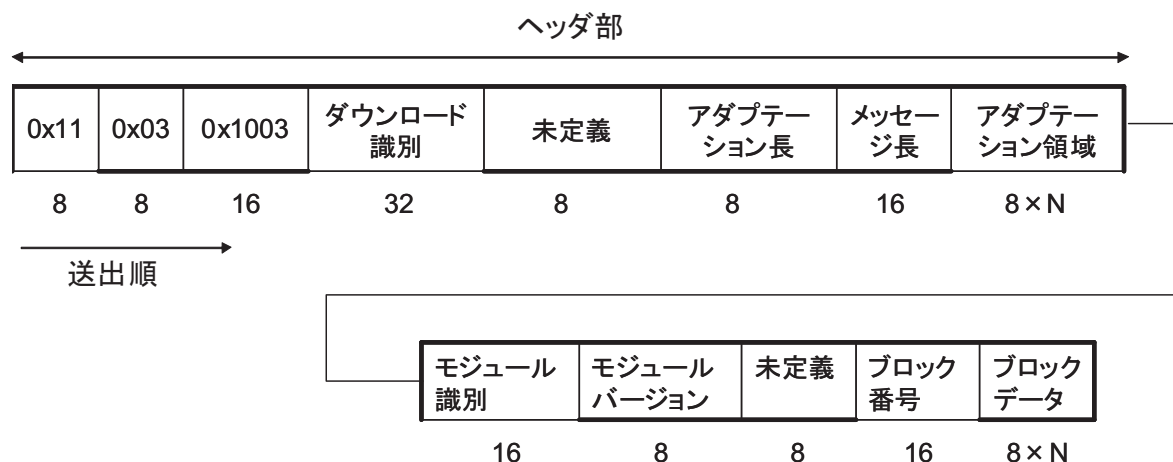 ヘッダ部
0x11 0x03 0x1003 ダウンロード識別 未定義 アダプテーション長 メッセージ長 アダプテーション領域
8 8 16 32 8 8 16 8×N
送出順
モジュール識別 モジュールバージョン 未定義 ブロック番号 ブロックデータ
16 8 8 16 8×N